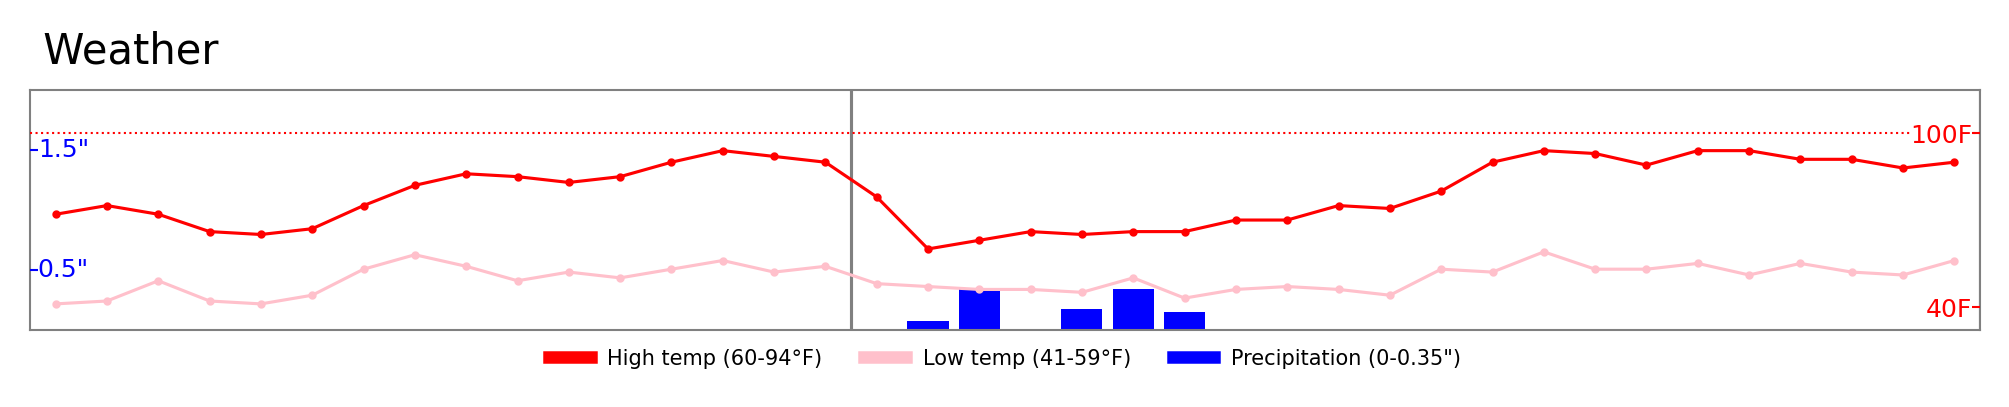 Weather
1.5"
100F
0.5"
40F
High temp (60-94°F) Low temp (41-59°F) Precipitation (0-0.35")